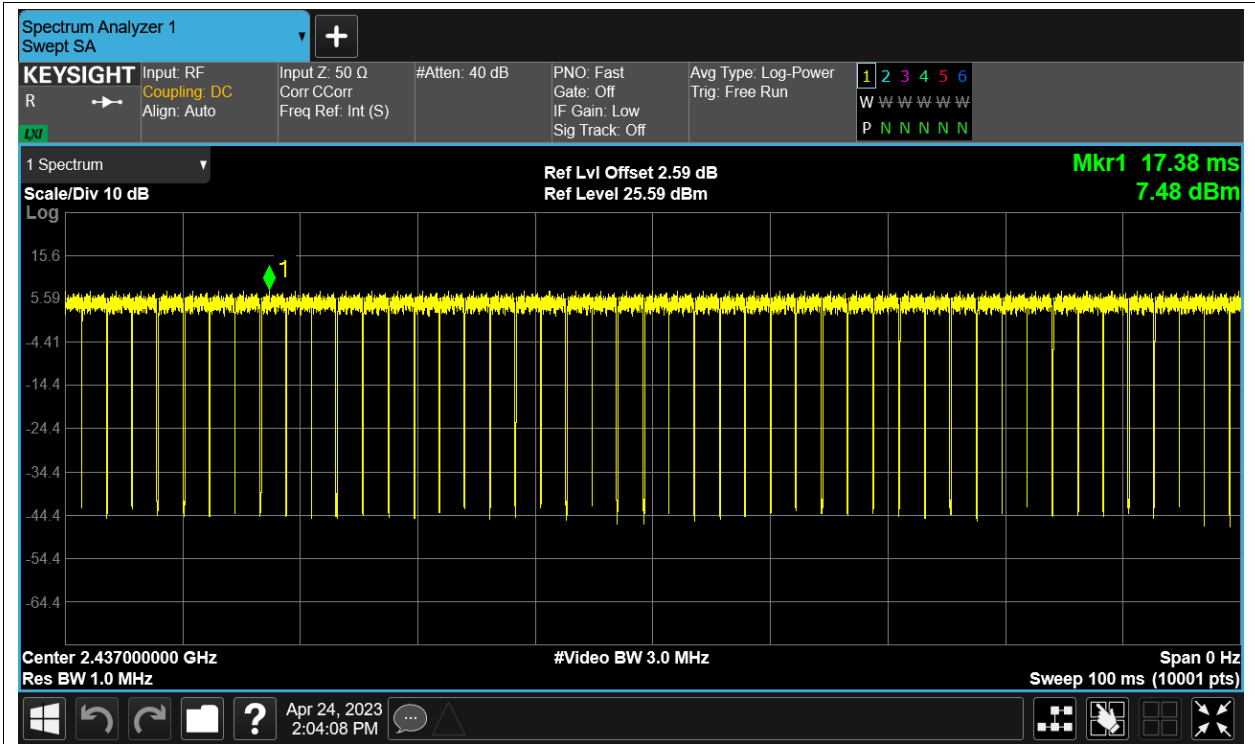 Spectrum Analyzer 1
Swept SA
KEYSIGHT
R
LXI
Input: RF
Coupling: DC
Align: Auto
Input Z: 50 Ω
Corr CCorr
Freq Ref: Int (S)
#Atten: 40 dB
PNO: Fast
Gate: Off
IF Gain: Low
Sig Track: Off
Avg Type: Log-Power
Trig: Free Run
1 2 3 4 5 6
W W W W W W
P N N N N N
1 Spectrum
Scale/Div 10 dB
Log
Ref Lvl Offset 2.59 dB
Ref Level 25.59 dBm
Mkr1 17.38 ms
7.48 dBm
1
15.6
5.59
-4.41
-14.4
-24.4
-34.4
-44.4
-54.4
-64.4
Center 2.437000000 GHz
Res BW 1.0 MHz
#Video BW 3.0 MHz
Span 0 Hz
Sweep 100 ms (10001 pts)
?
Apr 24, 2023
2:04:08 PM